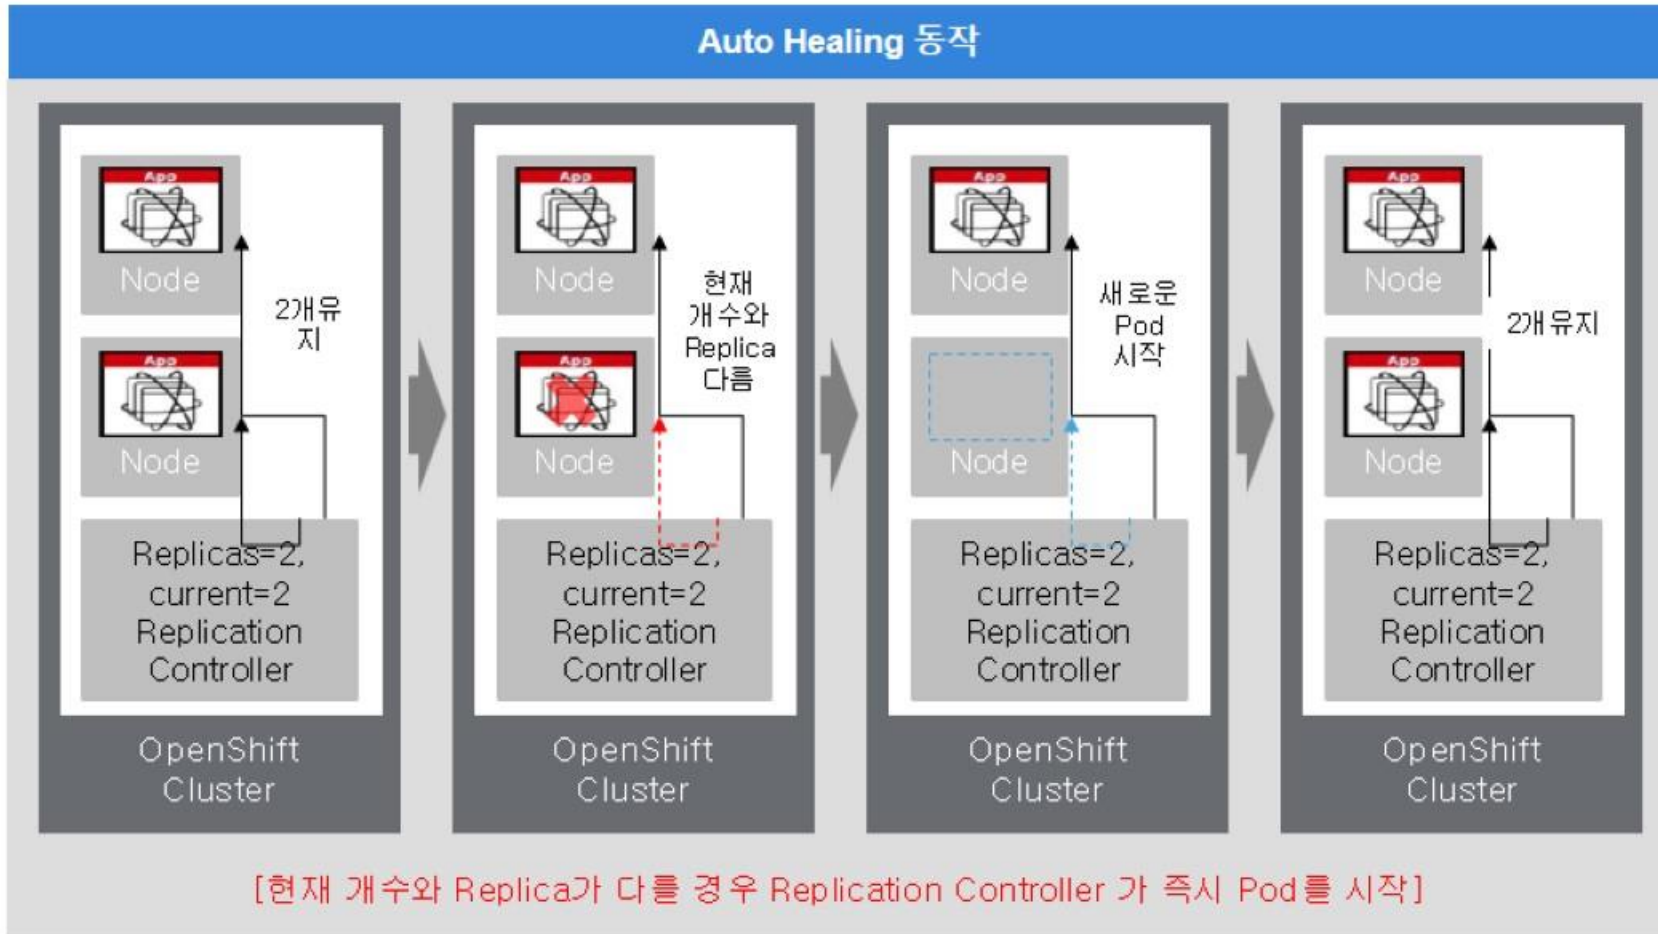 Auto Healing 동작
App
Node
2개유
지
App
Node
Replicas=2,
current=2
Replication
Controller
OpenShift
Cluster
App
Node
현재
개수와
Replica
다름
App
Node
Replicas=2,
current=2
Replication
Controller
OpenShift
Cluster
App
Node
새로운
Pod
시작
Node
Replicas=2,
current=2
Replication
Controller
OpenShift
Cluster
App
Node
2개유지
App
Node
Replicas=2,
current=2
Replication
Controller
OpenShift
Cluster
[현재 개수와 Replica가 다를 경우 Replication Controller 가 즉시 Pod를 시작]